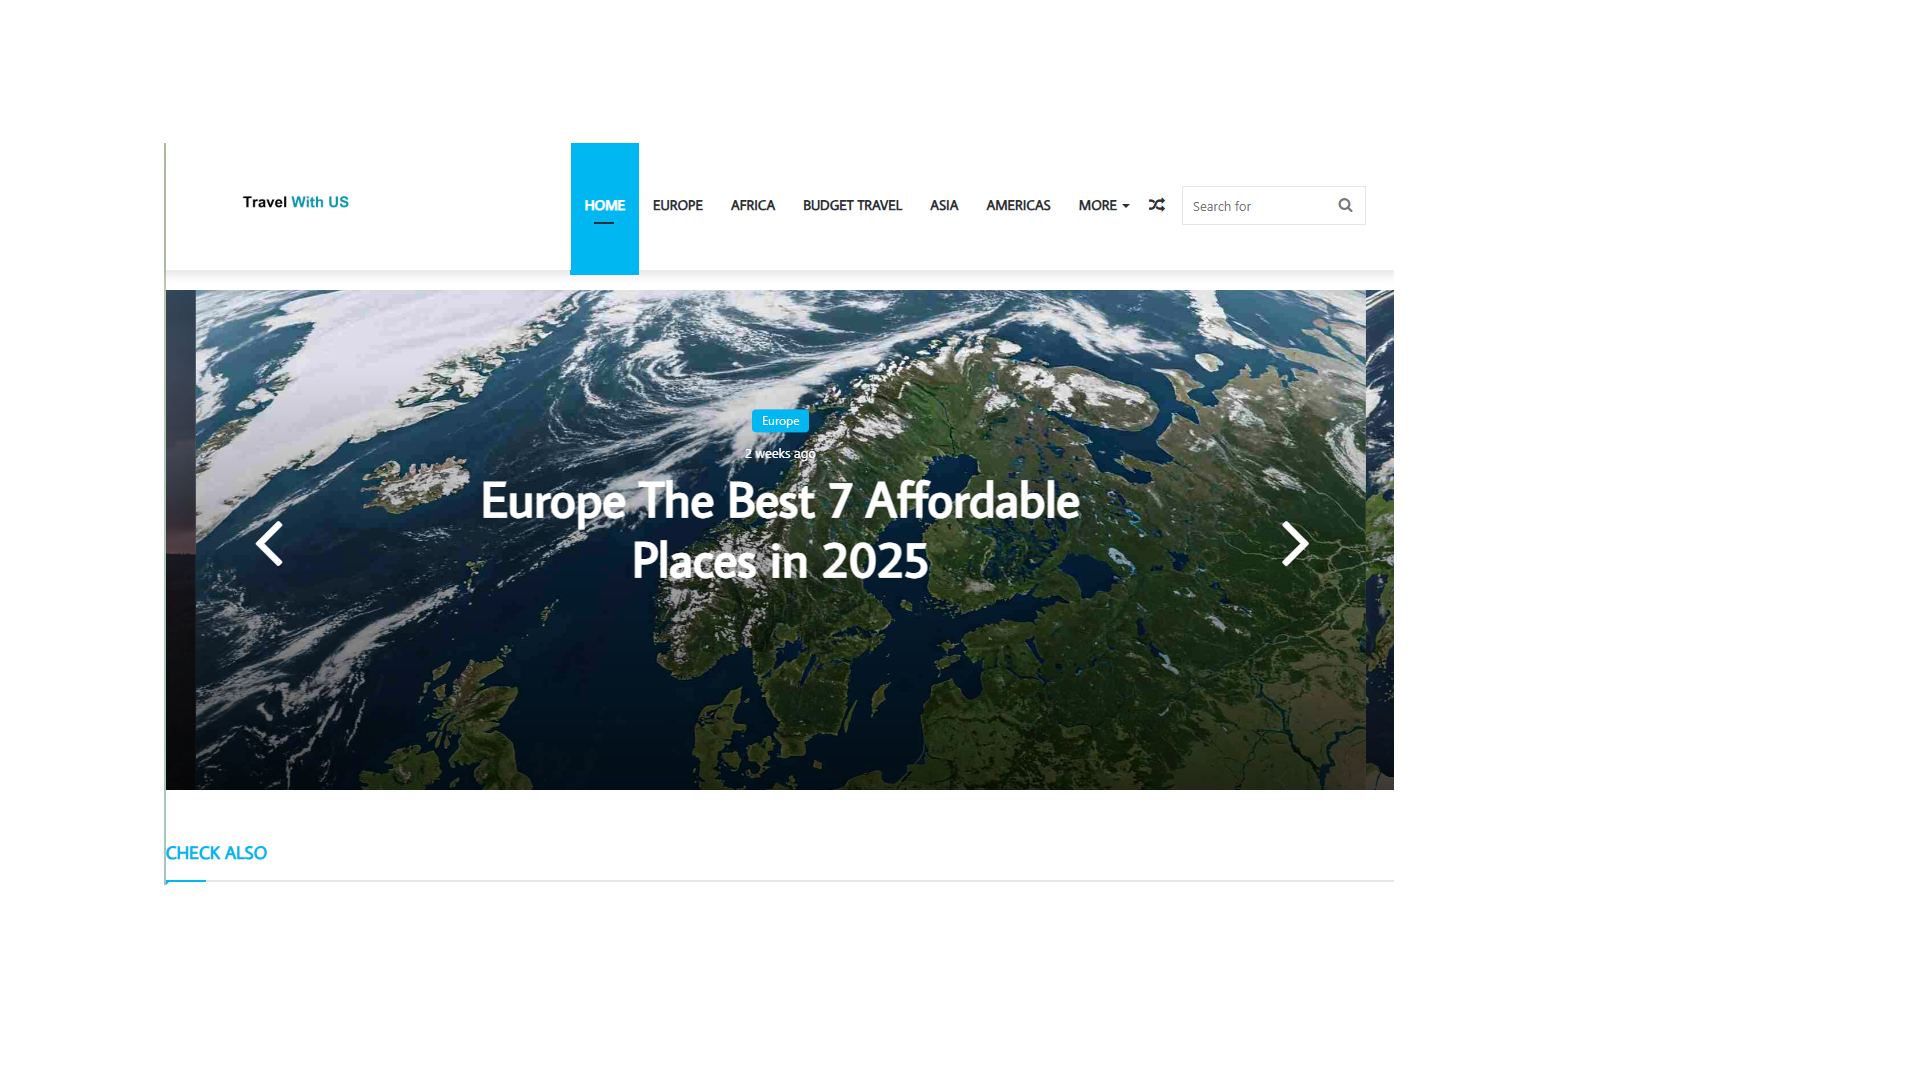 Travel With US
HOME EUROPE AFRICA BUDGET TRAVEL ASIA AMERICAS MORE Search for
Europe
2 weeks ago
Europe The Best 7 Affordable
Places in 2025
CHECK ALSO